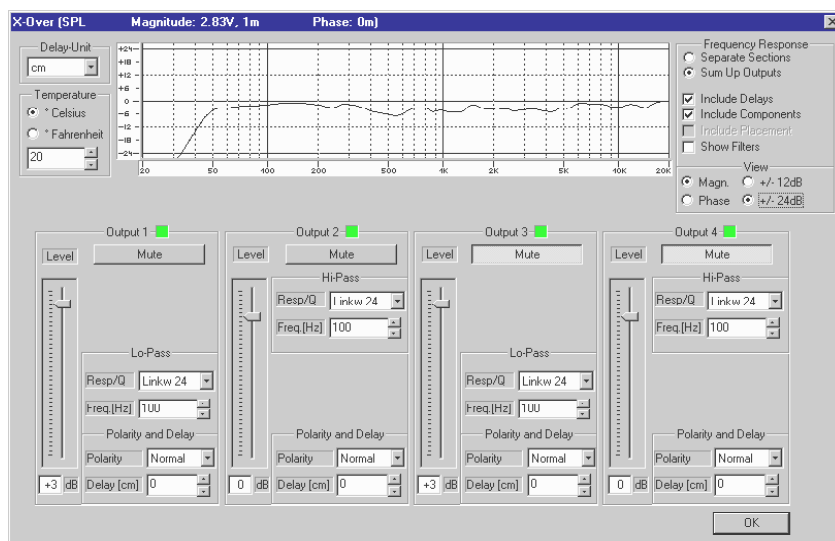 X-Over (SPL Magnitude: 2.83V, 1m Phase: 0m)
Delay-Unit
cm
Temperature
° Celsius
° Fahrenheit
20
+24
+18
+12
+6
0
-6
-12
-18
-24
20 50 100 200 500 1K 2K 5K 10K 20K
Frequency Response
Separate Sections
Sum Up Outputs
Include Delays
Include Components
Include Placement
Show Filters
View
Magn. +/- 12dB
Phase +/- 24dB
Output 1
Level Mute
Lo-Pass
Resp/Q Linkw 24
Freq.[Hz] 100
Polarity and Delay
Polarity Normal
+3 dB Delay [cm] 0
Output 2
Level Mute
Hi-Pass
Resp/Q Linkw 24
Freq.[Hz] 100
Polarity and Delay
Polarity Normal
0 dB Delay [cm] 0
Output 3
Level Mute
Lo-Pass
Resp/Q Linkw 24
Freq.[Hz] 100
Polarity and Delay
Polarity Normal
+3 dB Delay [cm] 0
Output 4
Level Mute
Hi-Pass
Resp/Q Linkw 24
Freq.[Hz] 100
Polarity and Delay
Polarity Normal
0 dB Delay [cm] 0
OK